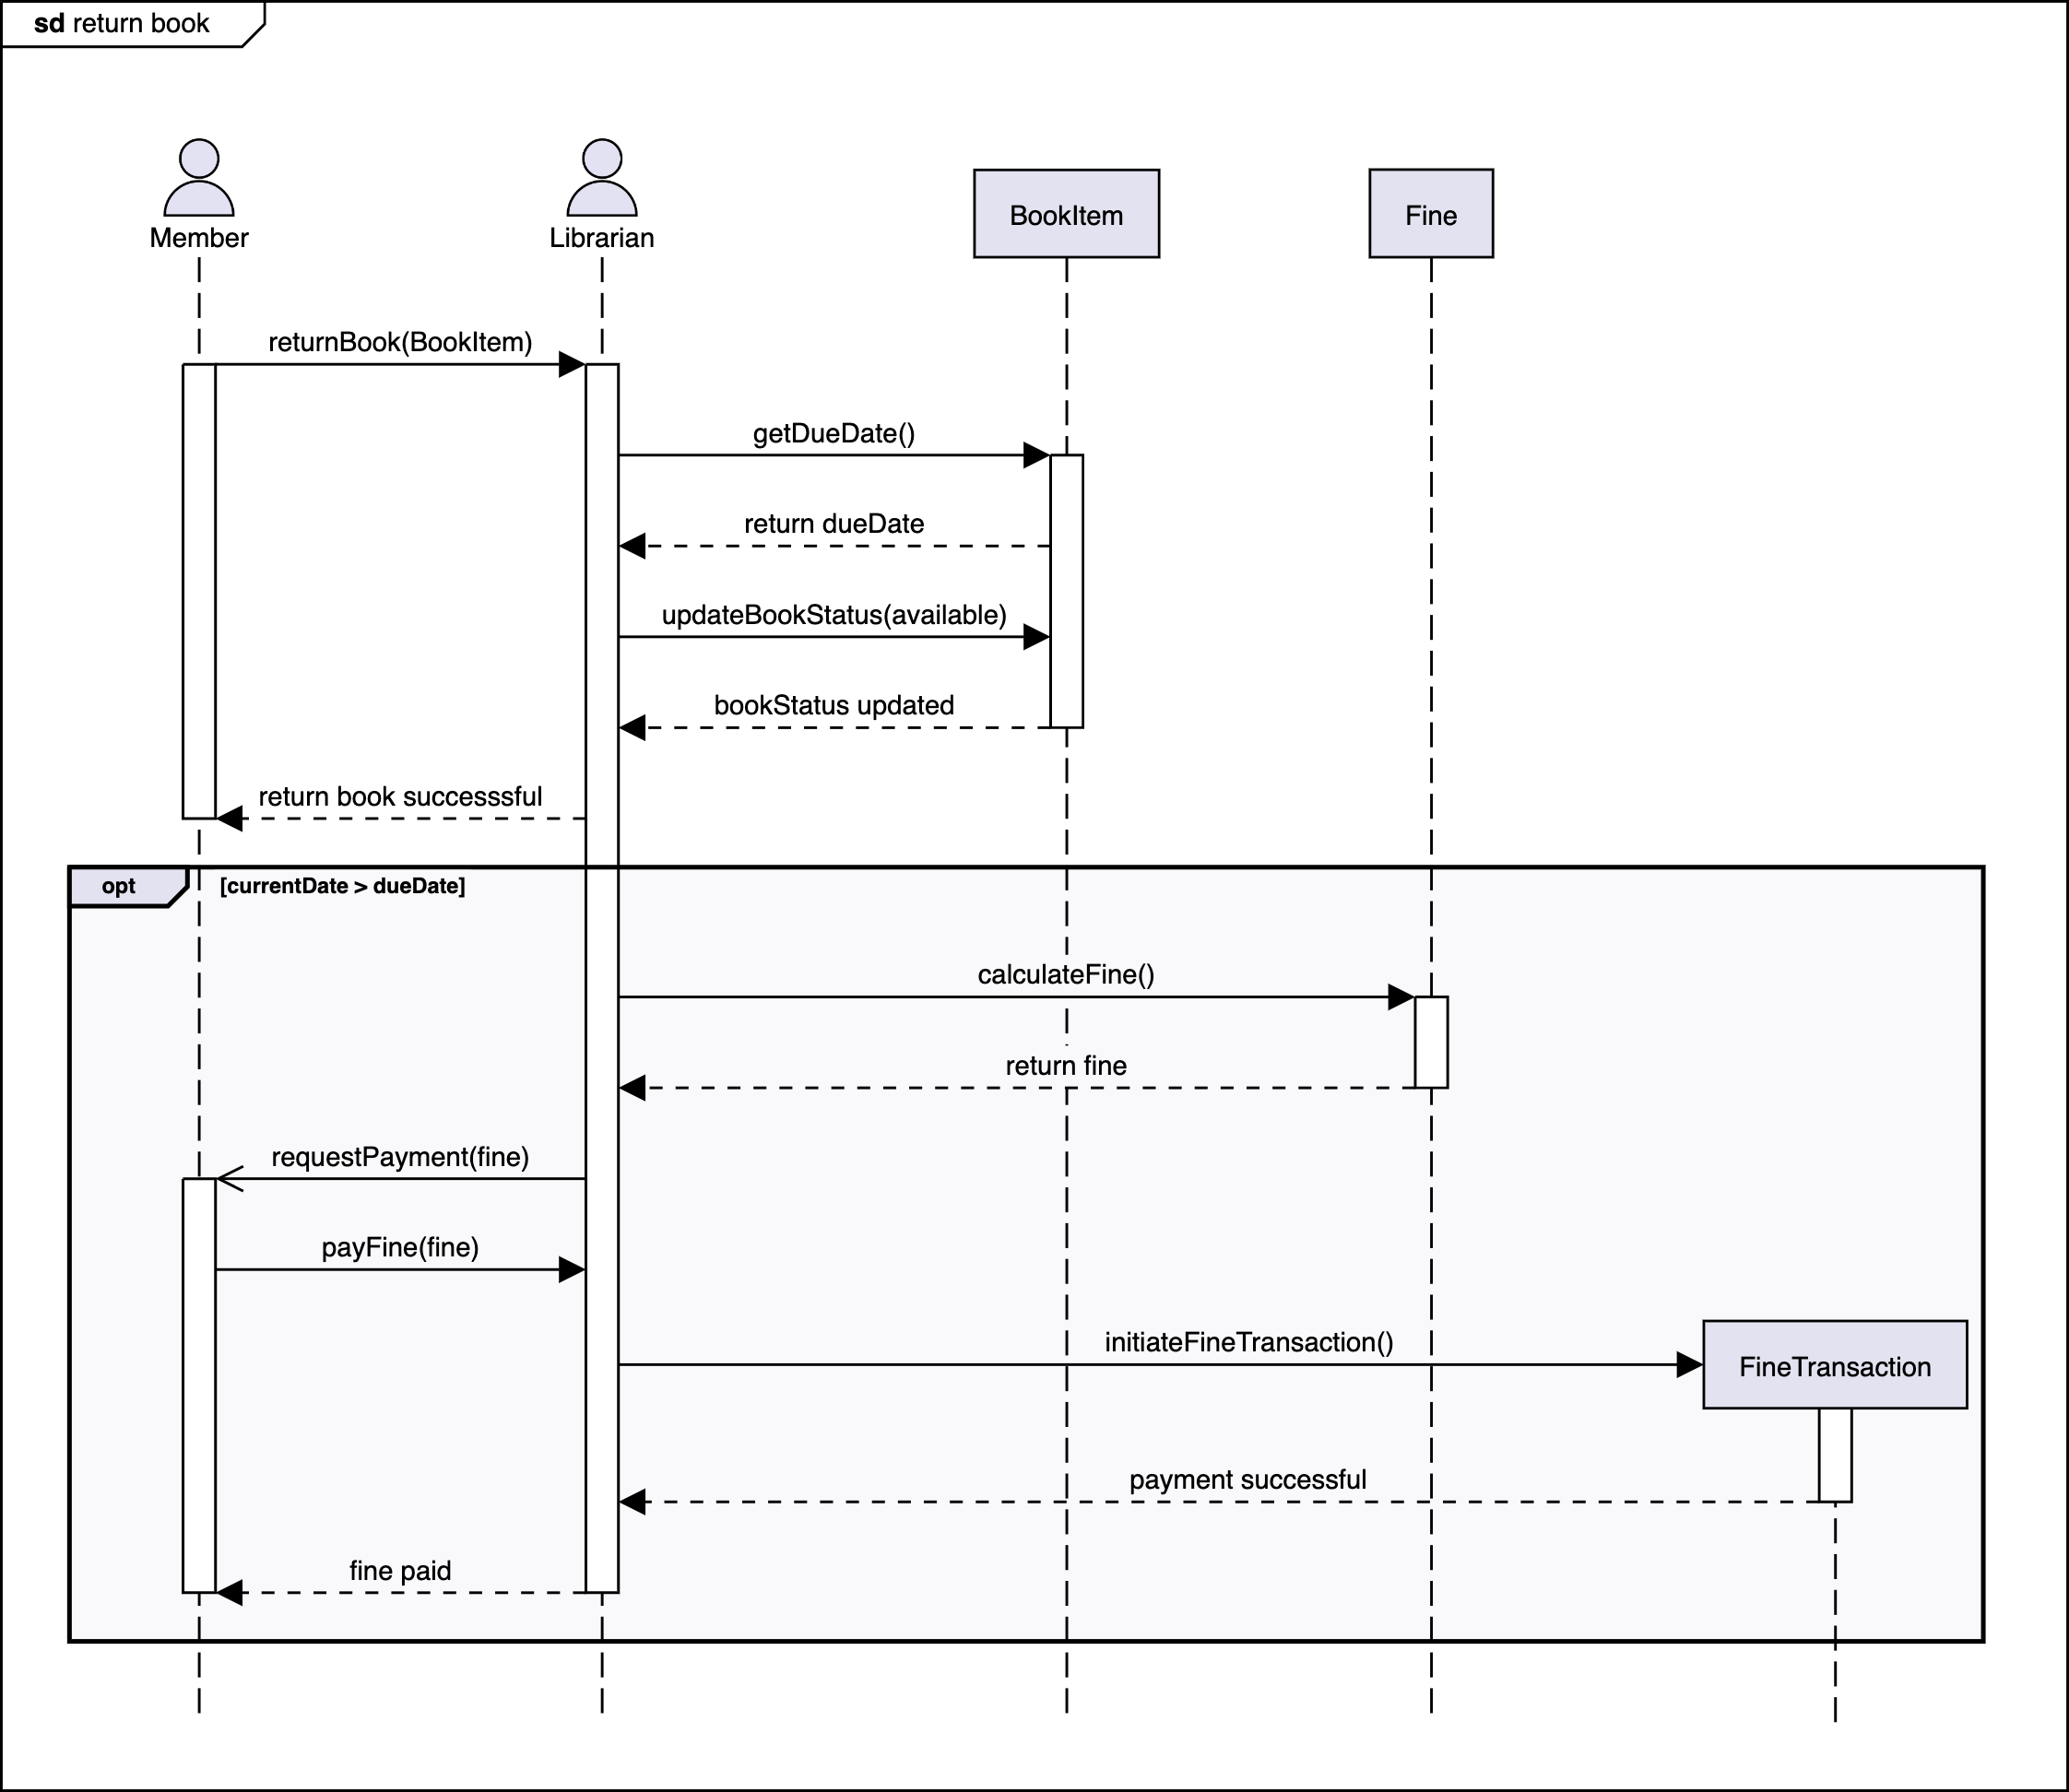 sd return book
Member
Librarian
BookItem
Fine
returnBook(BookItem)
getDueDate()
return dueDate
updateBookStatus(available)
bookStatus updated
return book successsful
opt [currentDate > dueDate]
calculateFine()
return fine
requestPayment(fine)
payFine(fine)
initiateFineTransaction()
FineTransaction
payment successful
fine paid